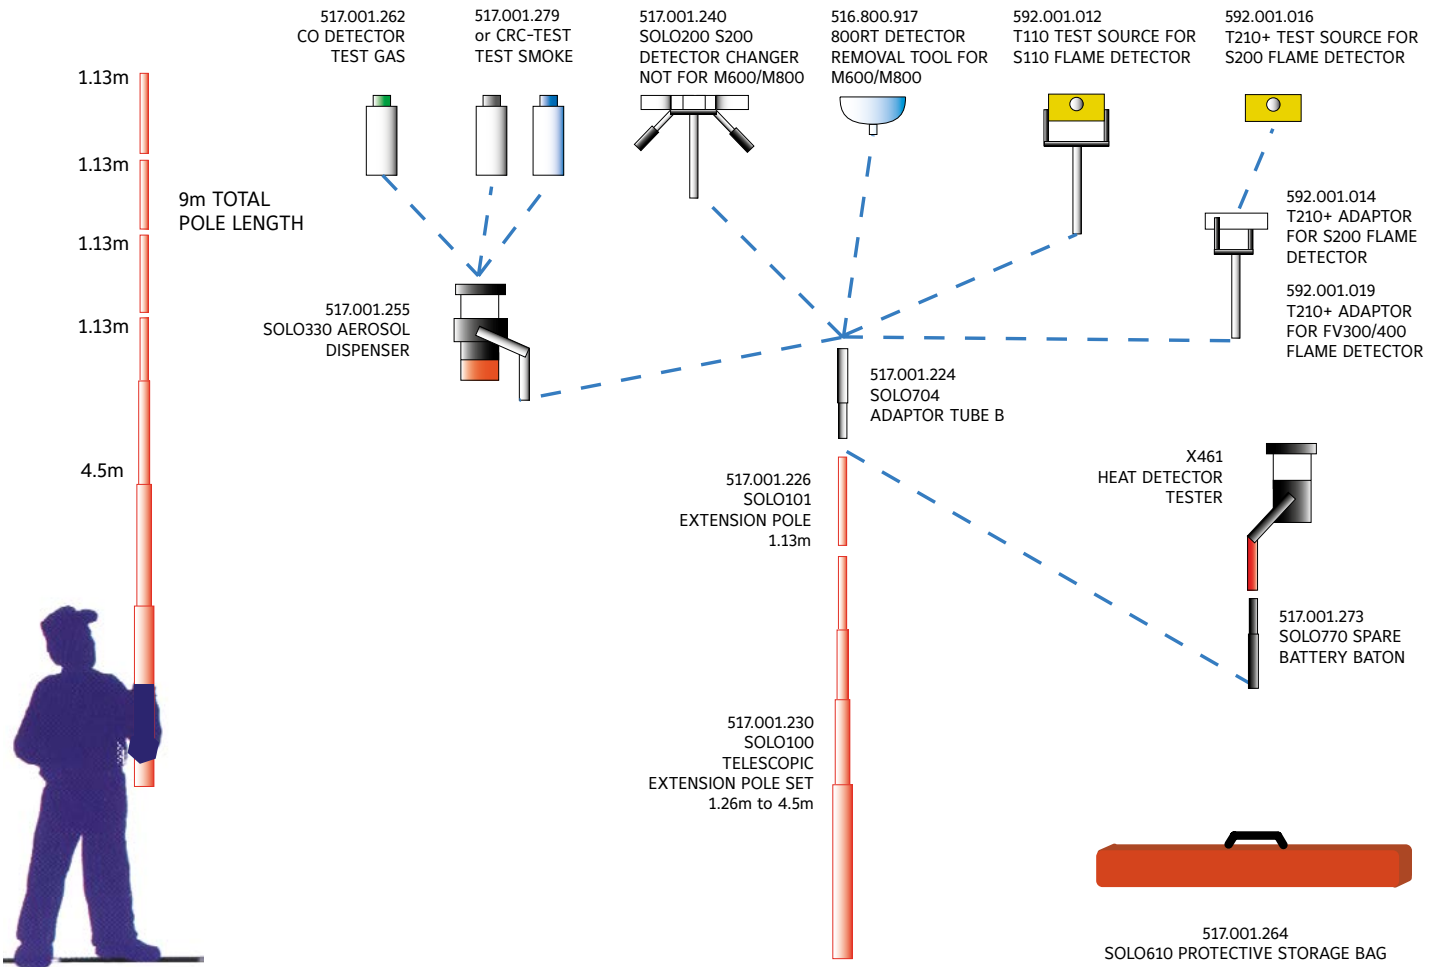 517.001.262
CO DETECTOR
TEST GAS
517.001.279
or CRC-TEST
TEST SMOKE
517.001.240
SOLO200 S200
DETECTOR CHANGER
NOT FOR M600/M800
516.800.917
800RT DETECTOR
REMOVAL TOOL FOR
M600/M800
592.001.012
T110 TEST SOURCE FOR
S110 FLAME DETECTOR
592.001.016
T210+ TEST SOURCE FOR
S200 FLAME DETECTOR
1.13m
1.13m
1.13m
1.13m
4.5m
9m TOTAL
POLE LENGTH
592.001.014
T210+ ADAPTOR
FOR S200 FLAME
DETECTOR
592.001.019
T210+ ADAPTOR
FOR FV300/400
FLAME DETECTOR
517.001.255
SOLO330 AEROSOL
DISPENSER
517.001.224
SOLO704
ADAPTOR TUBE B
X461
HEAT DETECTOR
TESTER
517.001.226
SOLO101
EXTENSION POLE
1.13m
517.001.273
SOLO770 SPARE
BATTERY BATON
517.001.230
SOLO100
TELESCOPIC
EXTENSION POLE SET
1.26m to 4.5m
517.001.264
SOLO610 PROTECTIVE STORAGE BAG